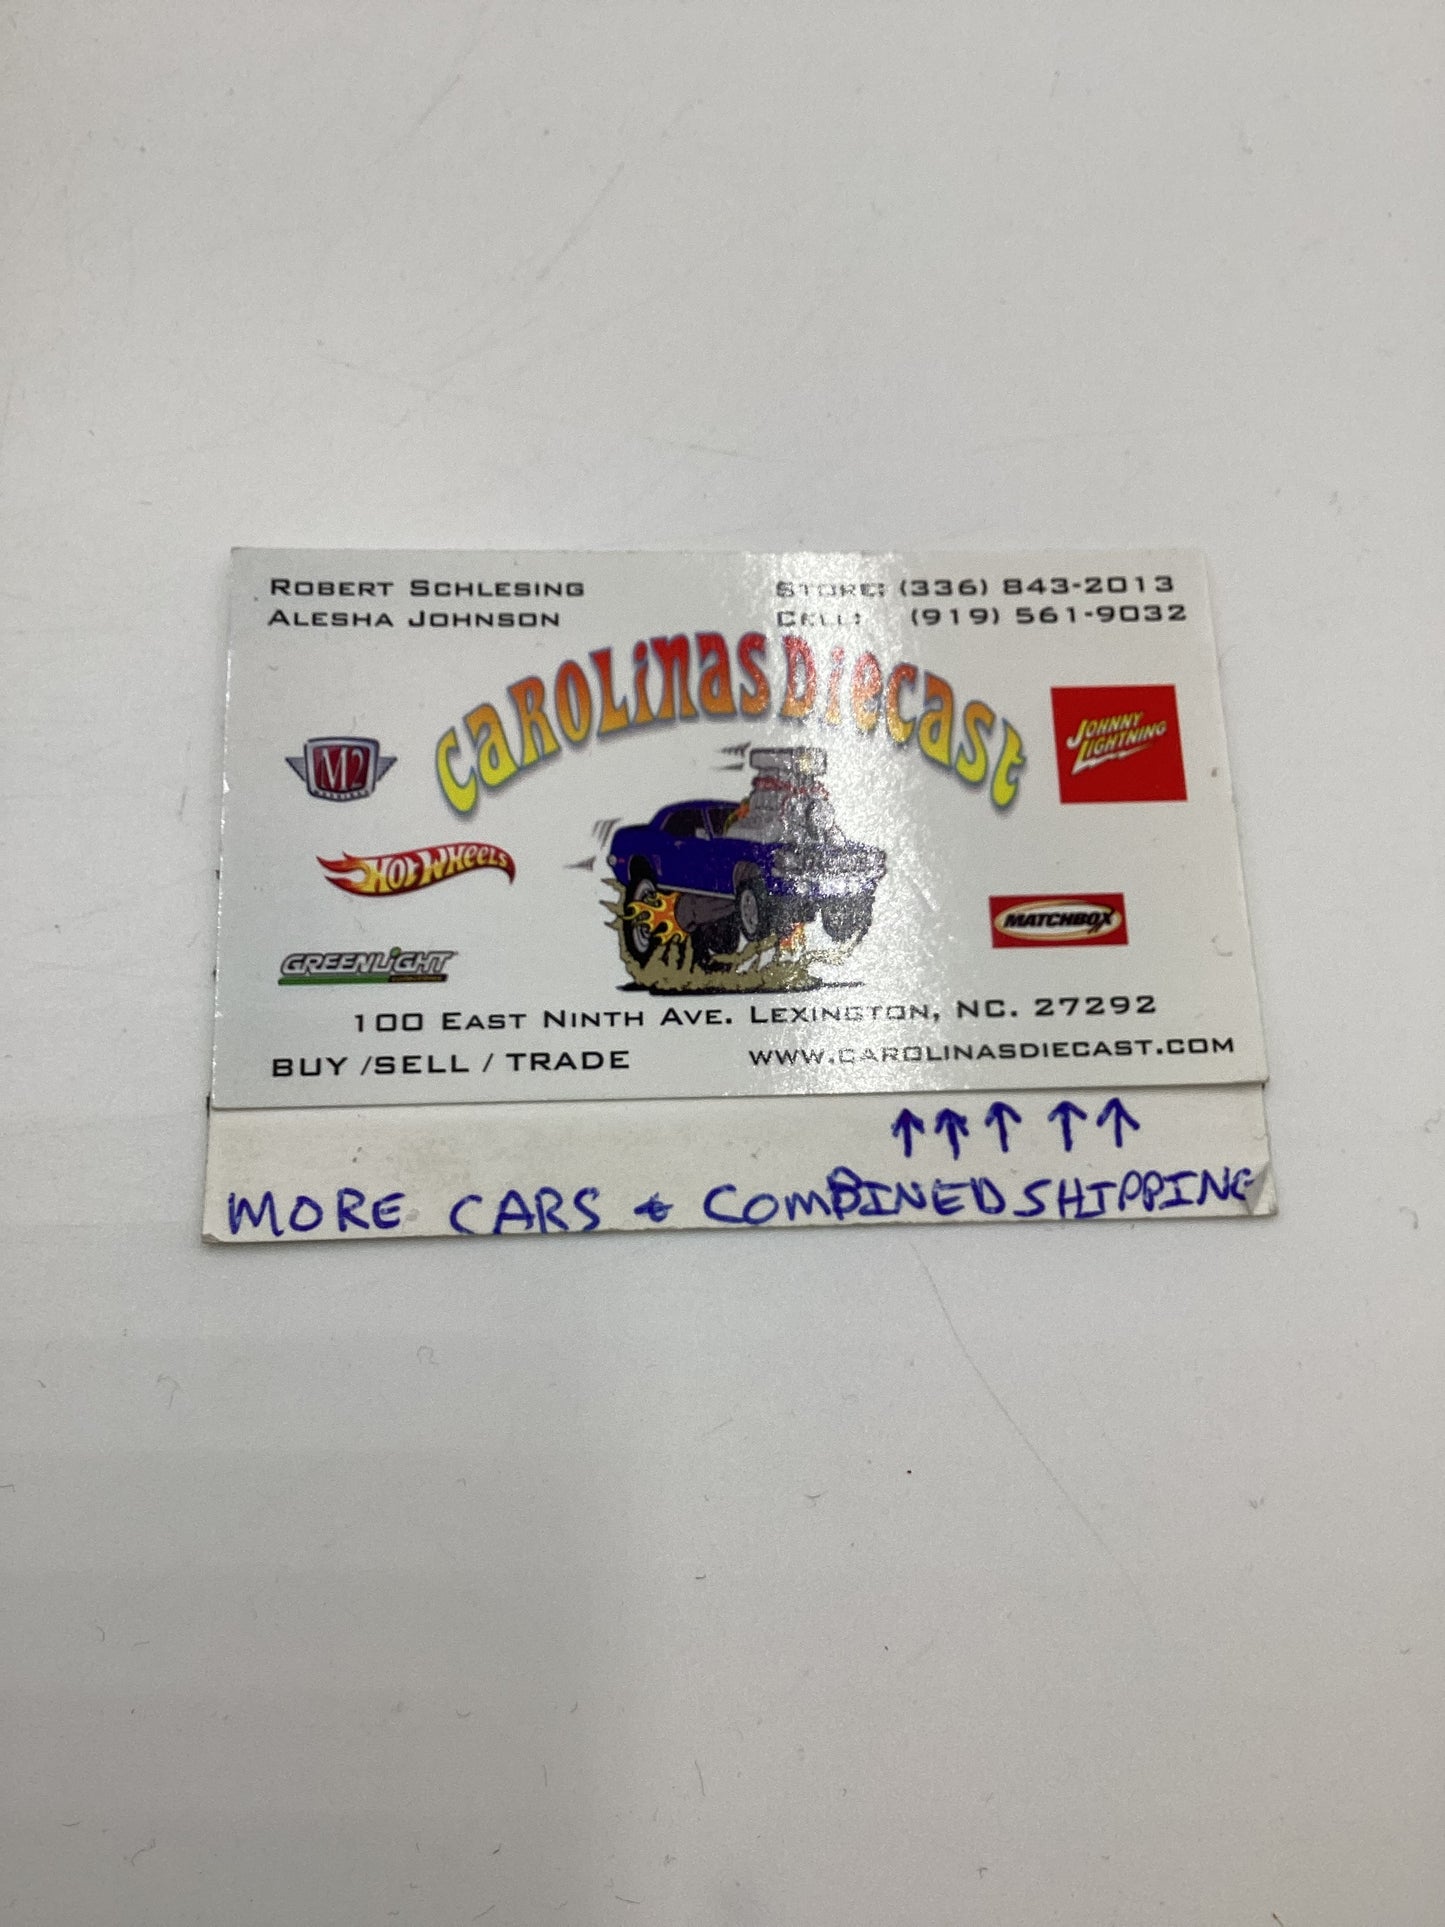 Robert Schlesing
Alesha Johnson
Store: (336) 843-2013
Cell: (919) 561-9032
Carolinas Diecast
M2
Johnny Lightning
Hot Wheels
Matchbox
GreenLight
100 East Ninth Ave. Lexington, NC. 27292
BUY /SELL / TRADE
www.carolinasdiecast.com
↑ ↑ ↑ ↑ ↑
MORE CARS & COMBINED SHIPPING